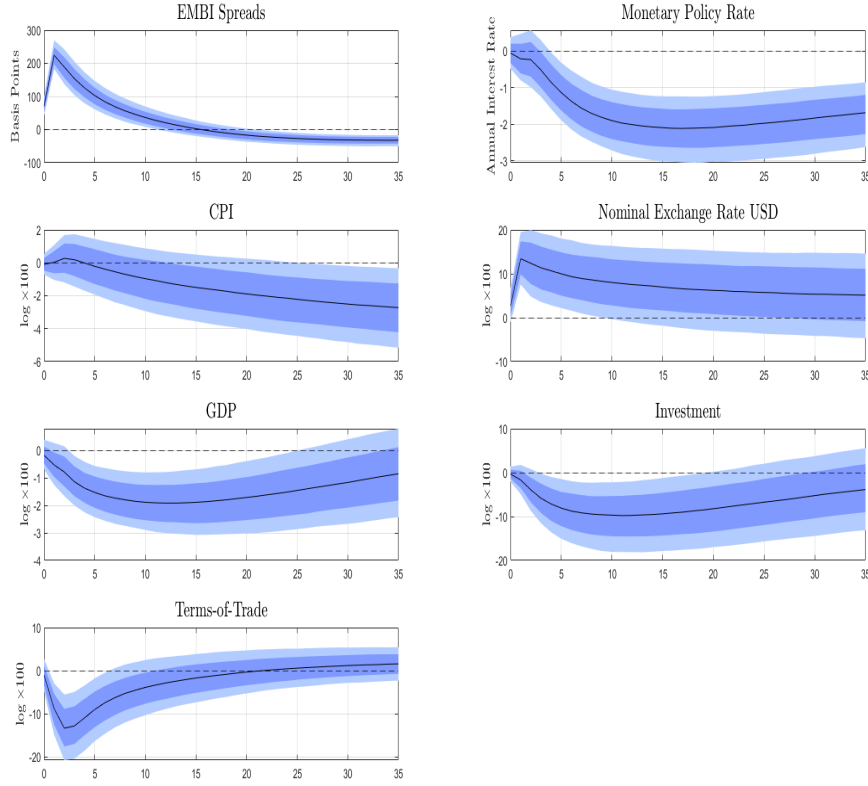 EMBI Spreads
Basis Points
300
200
100
0
-100
0 5 10 15 20 25 30 35
Monetary Policy Rate
Annual Interest Rate
0
-1
-2
-3
0 5 10 15 20 25 30 35
CPI
log ×100
2
0
-2
-4
-6
0 5 10 15 20 25 30 35
Nominal Exchange Rate USD
log ×100
20
10
0
-10
0 5 10 15 20 25 30 35
GDP
log ×100
0
-1
-2
-3
-4
0 5 10 15 20 25 30 35
Investment
log ×100
10
0
-10
-20
0 5 10 15 20 25 30 35
Terms-of-Trade
log ×100
10
0
-10
-20
0 5 10 15 20 25 30 35